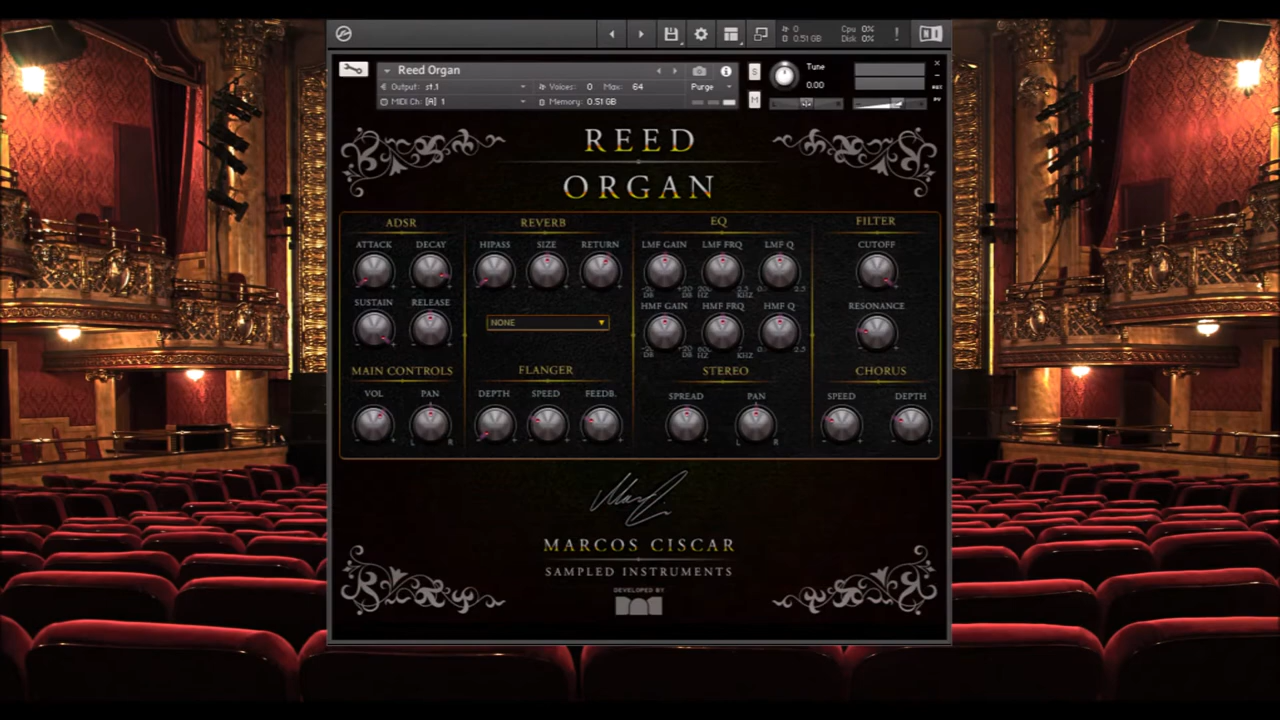 0
0.51 GB
Cpu 0%
Disk 0%
!
Reed Organ
Output: st.1
Voices: 0 Max: 64
Purge
MIDI Ch: [A] 1
Memory: 0.51 GB
S
M
Tune
0.00
L R
AUX
PV
REED
ORGAN
ADSR
REVERB
EQ
FILTER
ATTACK DECAY
HIPASS SIZE RETURN
LMF GAIN LMF FRQ LMF Q
CUTOFF
SUSTAIN RELEASE
HMF GAIN HMF FRQ HMF Q
RESONANCE
NONE
MAIN CONTROLS
FLANGER
STEREO
CHORUS
VOL PAN
DEPTH SPEED FEEDB.
SPREAD PAN
SPEED DEPTH
L R
L R
MARCOS CISCAR
SAMPLED INSTRUMENTS
DEVELOPED BY